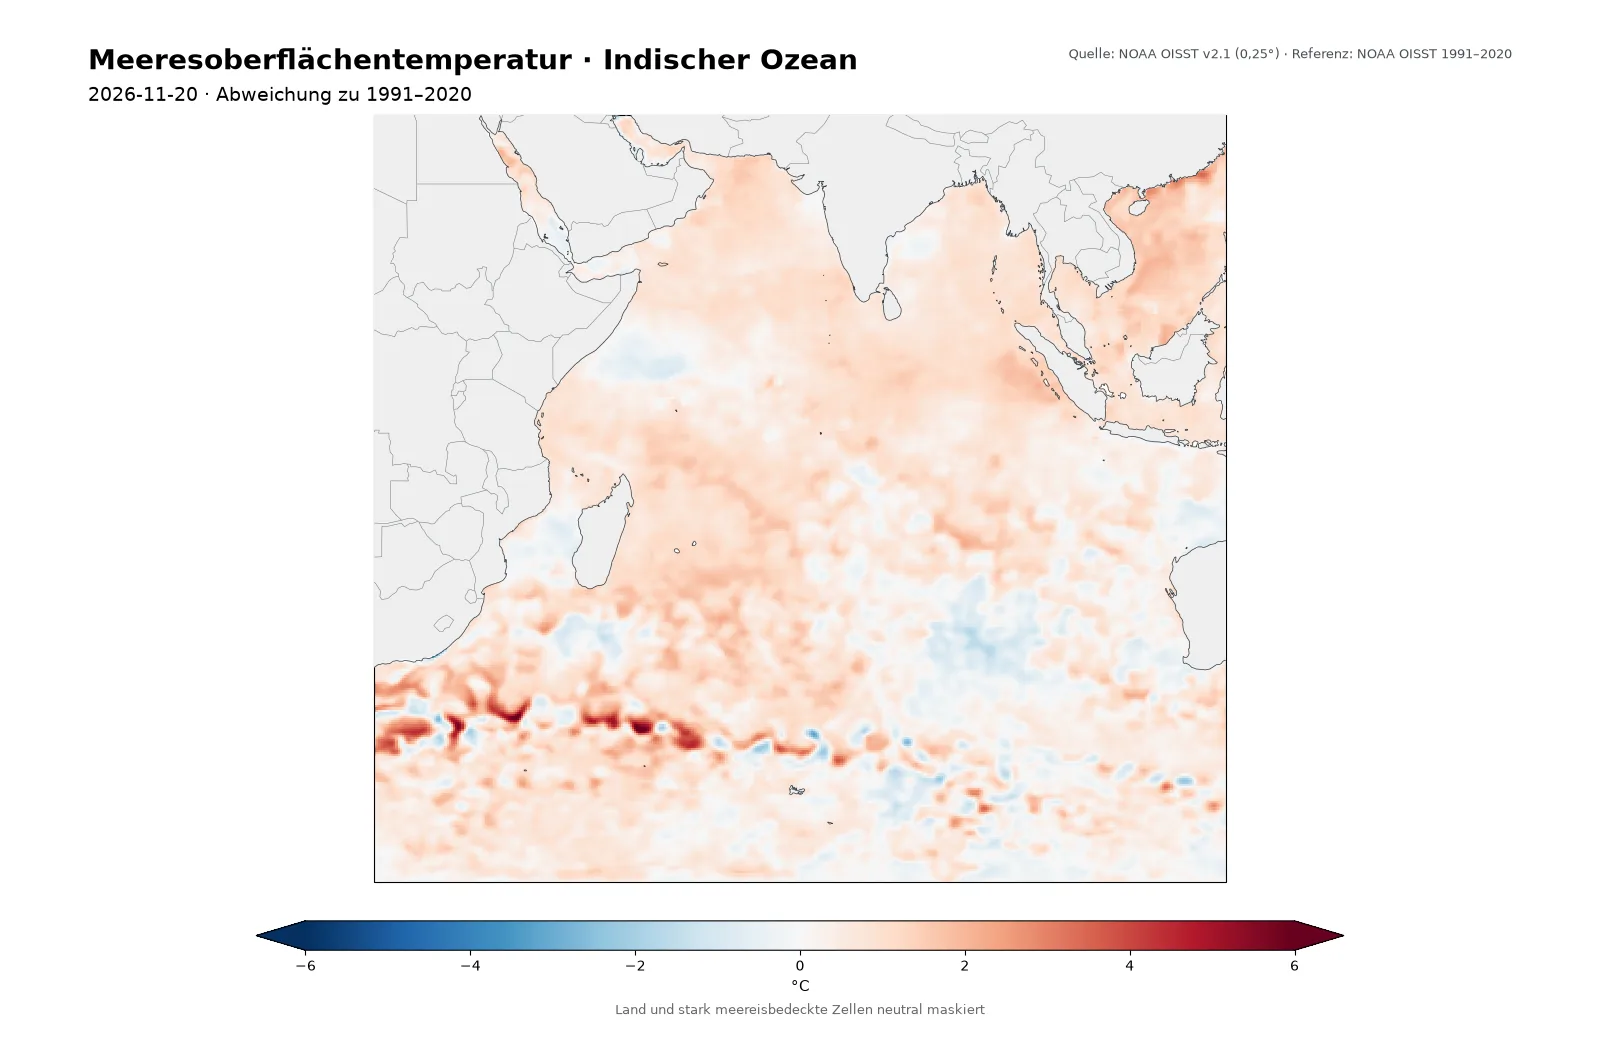 Meeresoberflächentemperatur · Indischer Ozean
Quelle: NOAA OISST v2.1 (0,25°) · Referenz: NOAA OISST 1991–2020
2026-11-20 · Abweichung zu 1991–2020
−6 −4 −2 0 2 4 6
°C
Land und stark meereisbedeckte Zellen neutral maskiert